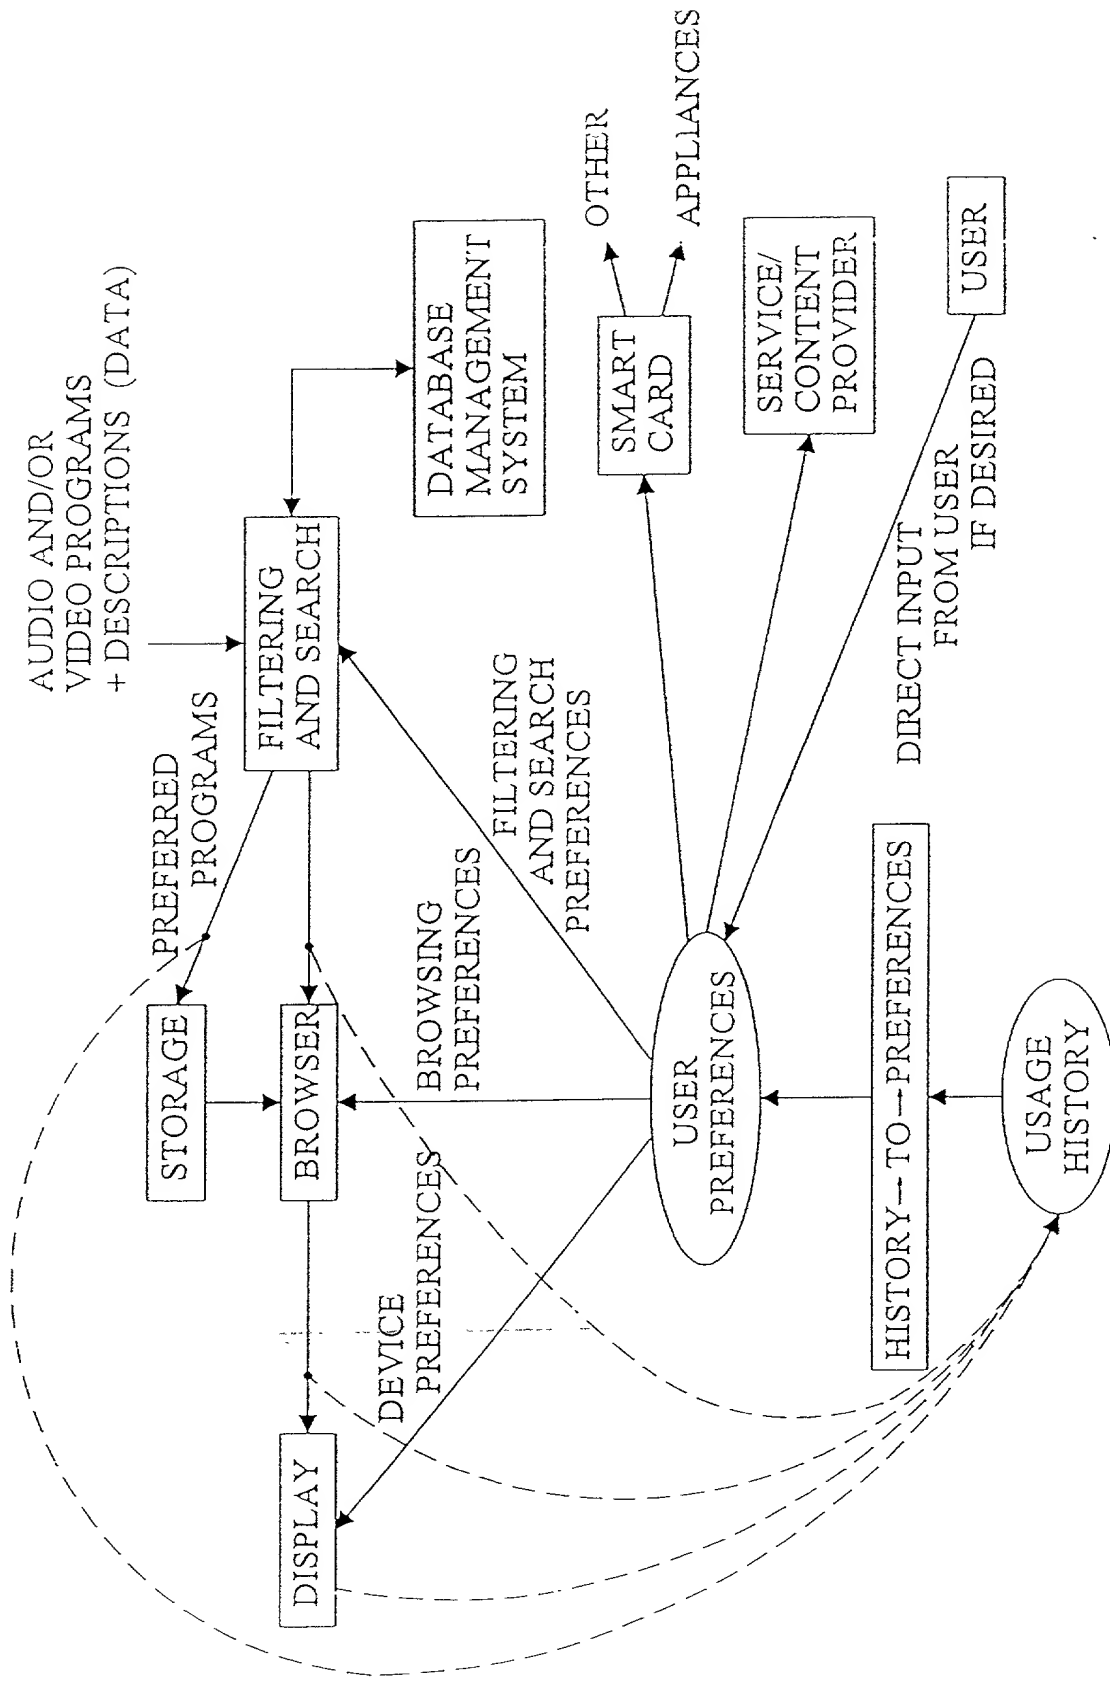 AUDIO AND/OR
VIDEO PROGRAMS
+ DESCRIPTIONS (DATA)
PREFERRED
PROGRAMS
STORAGE
FILTERING
AND SEARCH
DISPLAY
BROWSER
DATABASE
MANAGEMENT
SYSTEM
DEVICE
PREFERENCES
BROWSING
PREFERENCES
FILTERING
AND SEARCH
PREFERENCES
OTHER
SMART
CARD
APPLIANCES
USER
PREFERENCES
SERVICE/
CONTENT
PROVIDER
DIRECT INPUT
FROM USER
IF DESIRED
USER
HISTORY→TO→PREFERENCES
USAGE
HISTORY